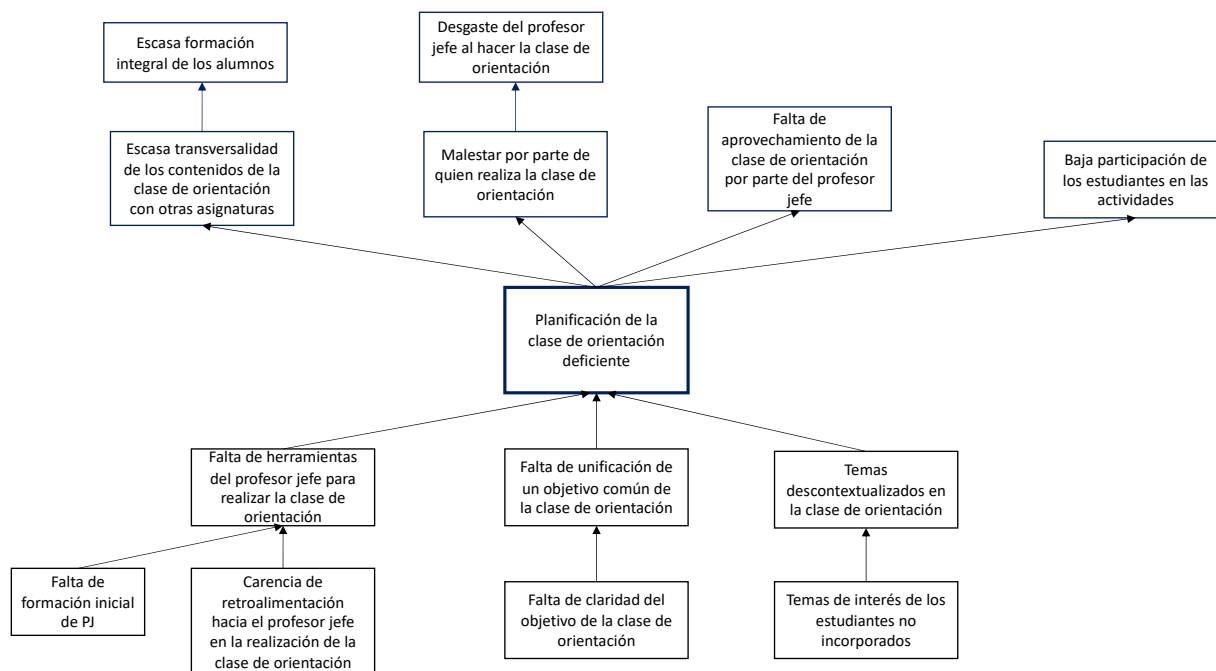 Escasa formación
integral de los alumnos
Desgaste del profesor
jefe al hacer la clase de
orientación
Escasa transversalidad
de los contenidos de la
clase de orientación
con otras asignaturas
Malestar por parte de
quien realiza la clase de
orientación
Falta de
aprovechamiento de la
clase de orientación
por parte del profesor
jefe
Baja participación de
los estudiantes en las
actividades
Planificación de la
clase de orientación
deficiente
Falta de herramientas
del profesor jefe para
realizar la clase de
orientación
Falta de unificación de
un objetivo común de
la clase de orientación
Temas
descontextualizados en
la clase de orientación
Falta de
formación inicial
de PJ
Carencia de
retroalimentación
hacia el profesor jefe
en la realización de la
clase de orientación
Falta de claridad del
objetivo de la clase de
orientación
Temas de interés de los
estudiantes no
incorporados